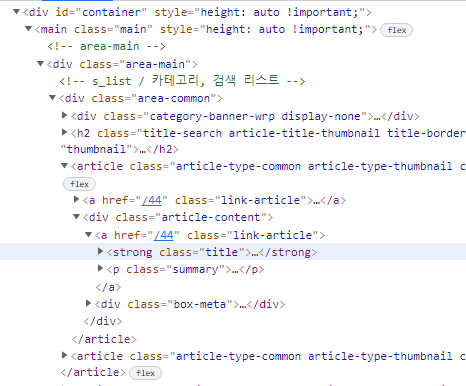 <div id="container" style="height: auto !important;">
<main class="main" style="height: auto !important;"> flex
<!-- area-main -->
<div class="area-main">
<!-- s_list / 카테고리, 검색 리스트 -->
<div class="area-common">
<div class="category-banner-wrp display-none">…</div>
<h2 class="title-search article-title-thumbnail title-border
"thumbnail">…</h2>
<article class="article-type-common article-type-thumbnail c
flex
<a href="/44" class="link-article">…</a>
<div class="article-content">
<a href="/44" class="link-article">
<strong class="title">…</strong>
<p class="summary">…</p>
</a>
<div class="box-meta">…</div>
</div>
</article>
<article class="article-type-common article-type-thumbnail c
</article> flex